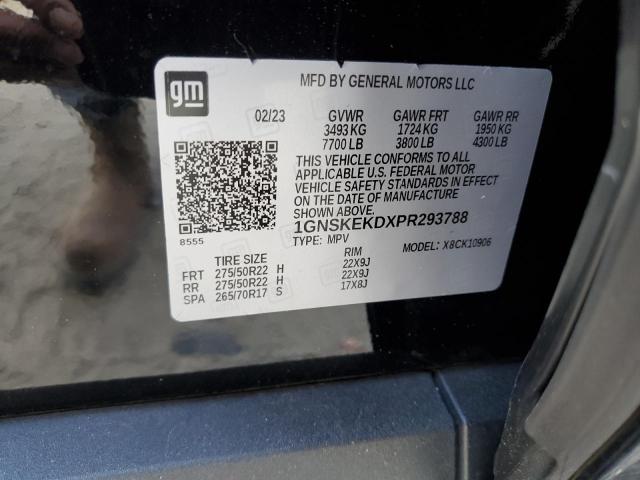 gm
MFD BY GENERAL MOTORS LLC
02/23 GVWR GAWR FRT GAWR RR
3493 KG 1724 KG 1950 KG
7700 LB 3800 LB 4300 LB
THIS VEHICLE CONFORMS TO ALL
APPLICABLE U.S. FEDERAL MOTOR
VEHICLE SAFETY STANDARDS IN EFFECT
ON THE DATE OF MANUFACTURE
SHOWN ABOVE.
1GNSKEKDXPR293788
8555 TYPE: MPV MODEL: X8CK10906
TIRE SIZE RIM
FRT 275/50R22 H 22X9J
RR 275/50R22 H 22X9J
SPA 265/70R17 S 17X8J